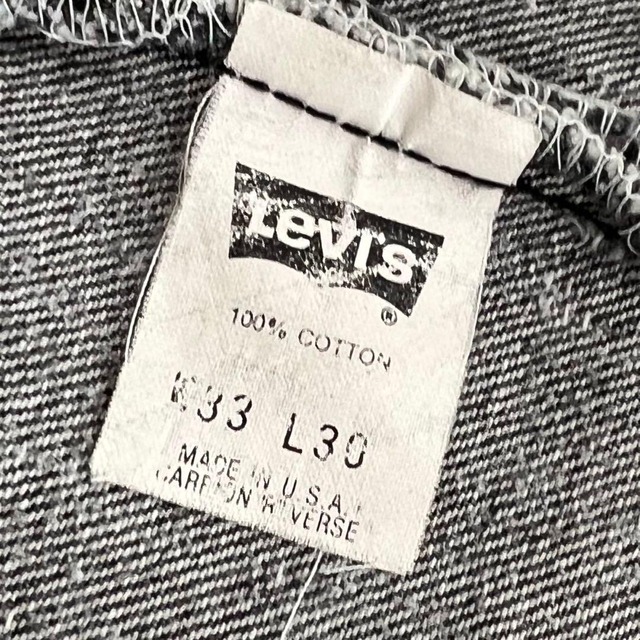 Levi's
®
100% COTTON
W33 L30
MADE IN U.S.A.
CARE ON REVERSE